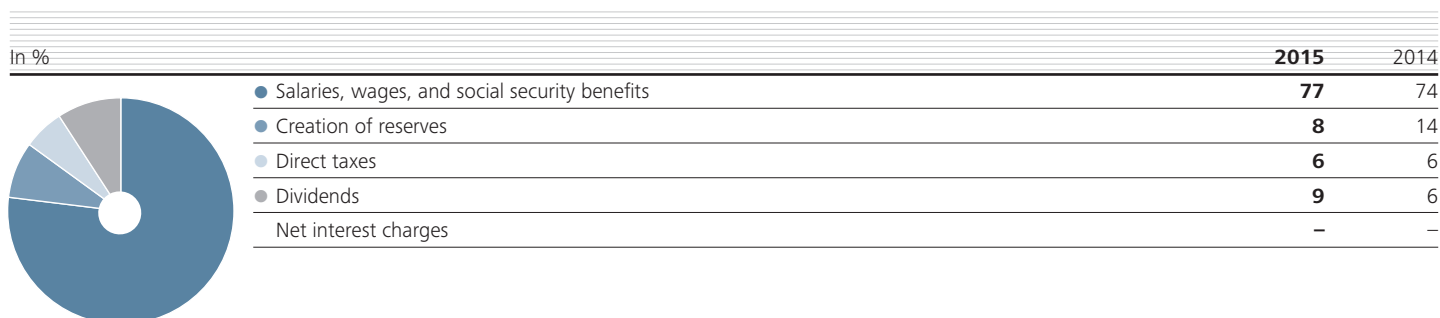 In % 2015 2014
Salaries, wages, and social security benefits 77 74
Creation of reserves 8 14
Direct taxes 6 6
Dividends 9 6
Net interest charges – –